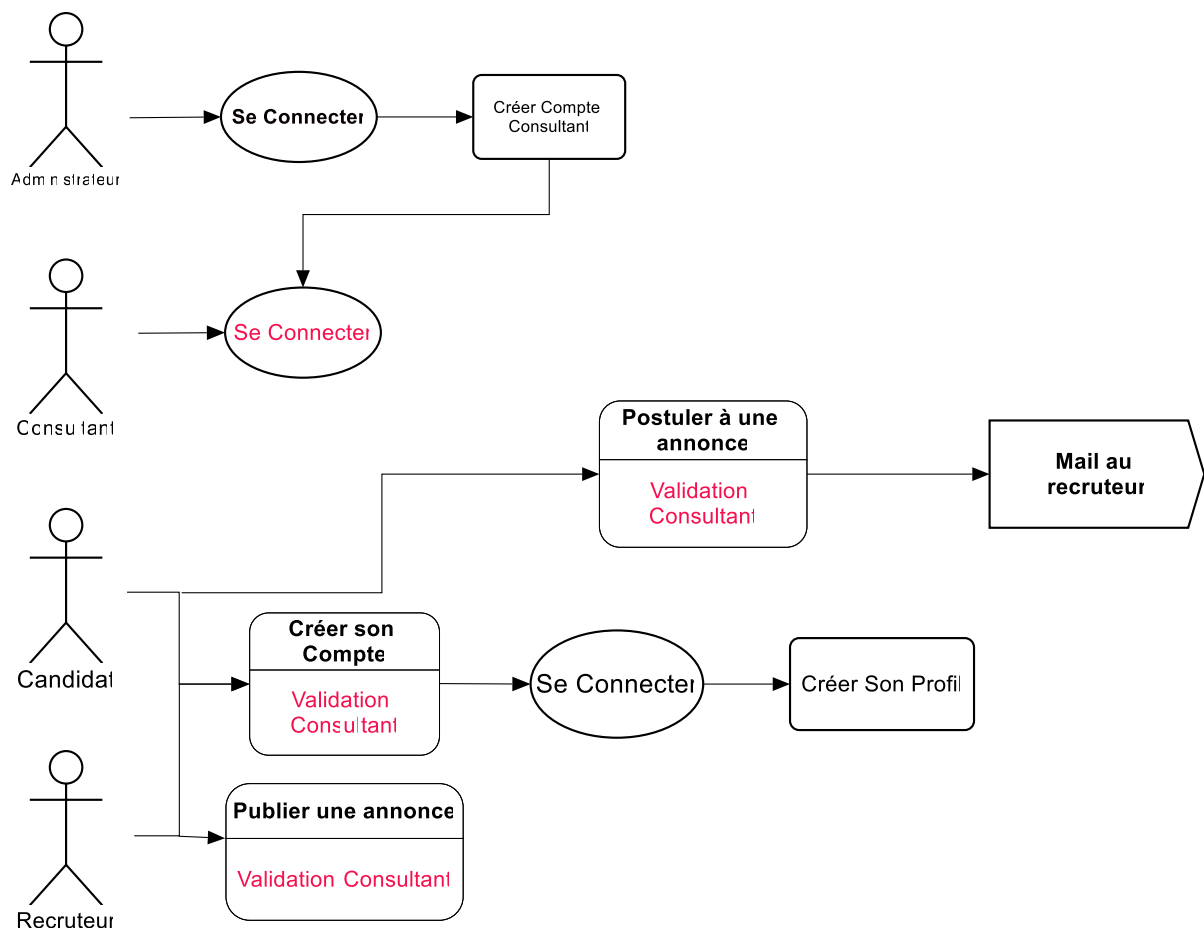 Se Connecter
Créer Compte
Consultant
Administrateur
Se Connecter
Consultant
Postuler à une
annonce
Validation
Consultant
Mail au
recruteur
Candidat
Créer son
Compte
Validation
Consultant
Se Connecter
Créer Son Profil
Publier une annonce
Validation Consultant
Recruteur